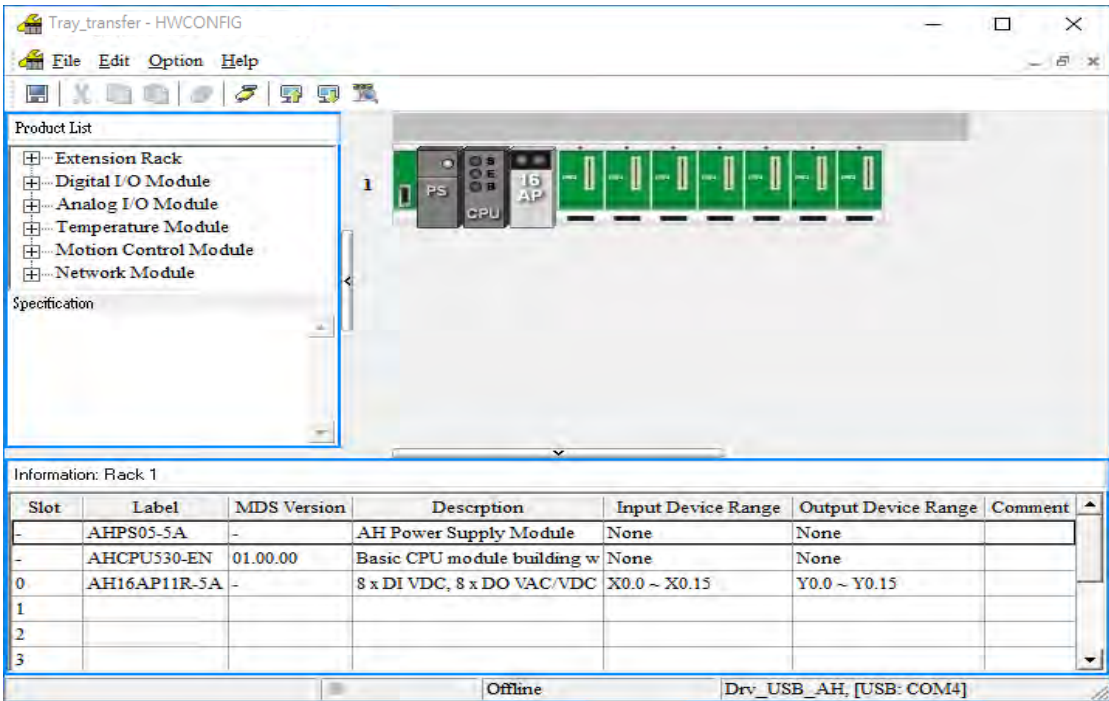 Tray_transfer - HWCONFIG
File Edit Option Help
Product List
Extension Rack
Digital I/O Module
Analog I/O Module
Temperature Module
Motion Control Module
Network Module
Specification
1
PS
CPU
16
AP
Information: Rack 1
Slot Label MDS Version Descrption Input Device Range Output Device Range Comment
- AHPS05-5A - AH Power Supply Module None None
- AHCPU530-EN 01.00.00 Basic CPU module building w None None
0 AH16AP11R-5A - 8 x DI VDC, 8 x DO VAC/VDC X0.0 ~ X0.15 Y0.0 ~ Y0.15
1
2
3
Offline Drv_USB_AH, [USB: COM4]